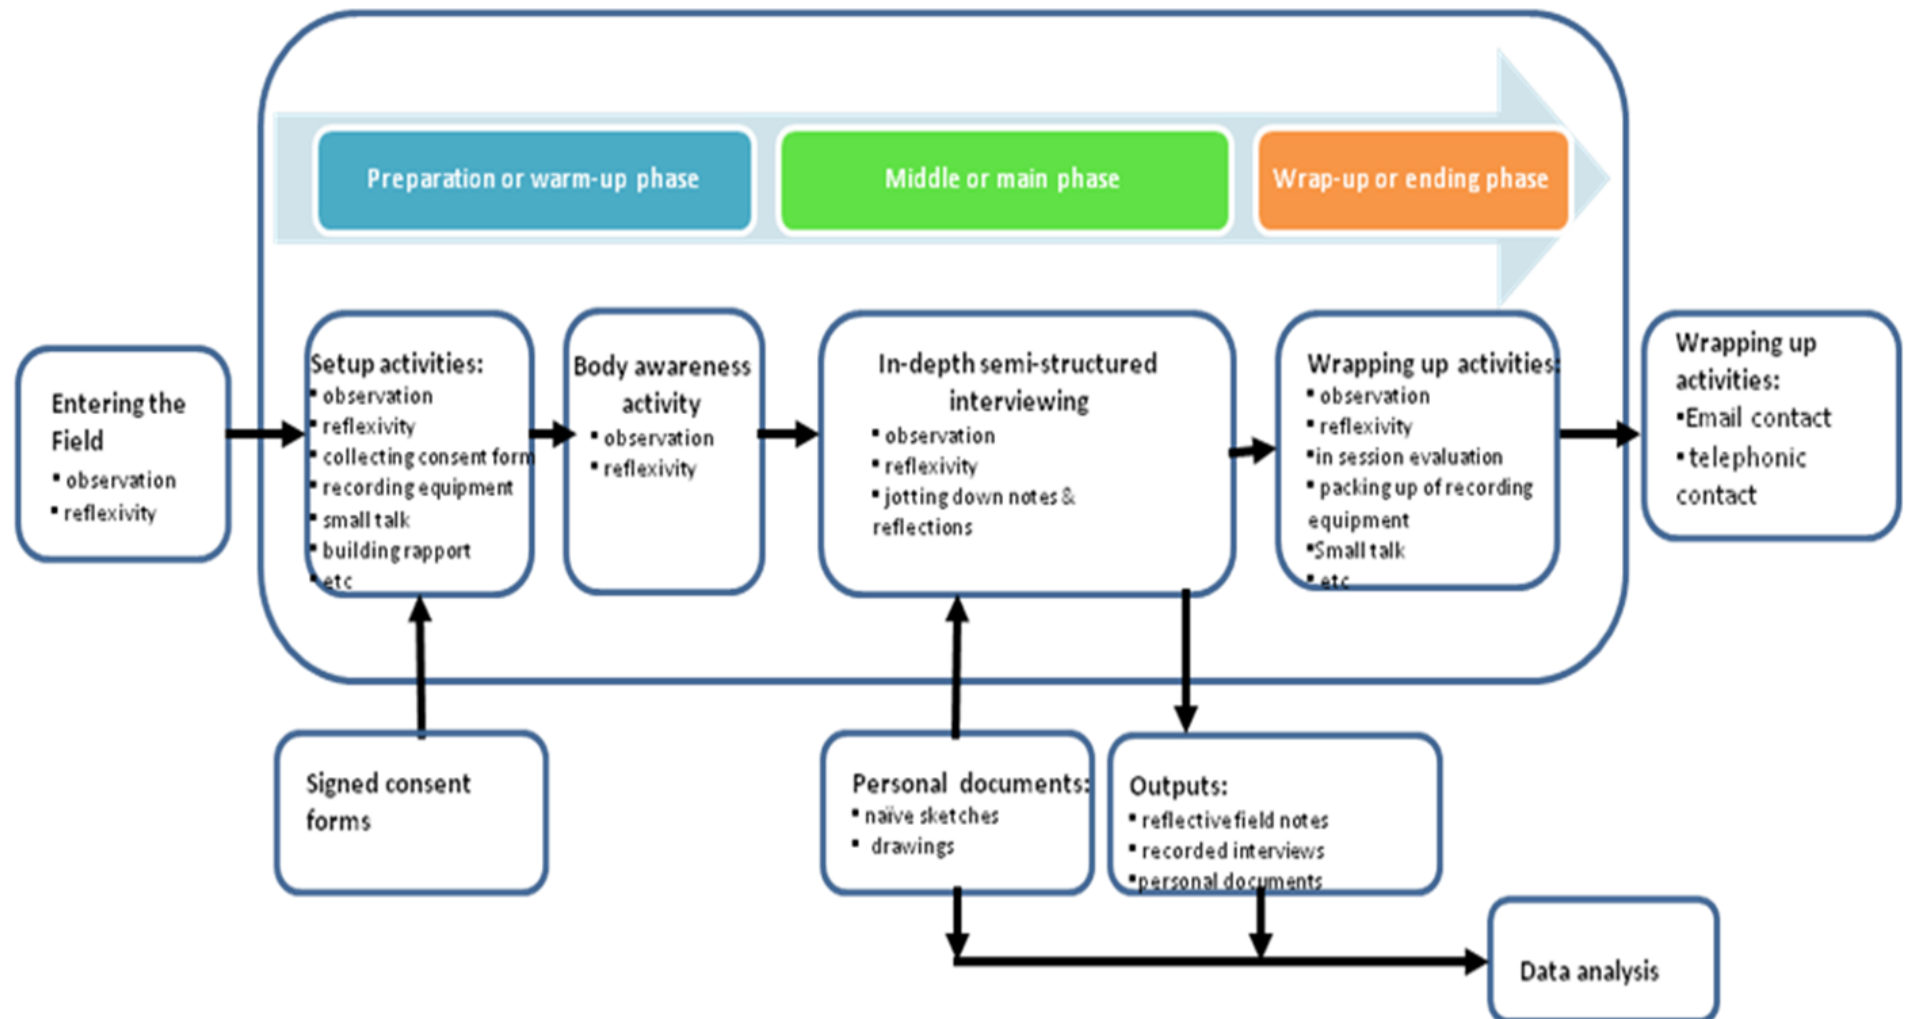 Preparation or warm-up phase
Middle or main phase
Wrap-up or ending phase
Entering the
Field
▪ observation
▪ reflexivity
Setup activities:
▪ observation
▪ reflexivity
▪ collecting consent form
▪ recording equipment
▪ small talk
▪ building rapport
▪ etc
Body awareness
activity
▪ observation
▪ reflexivity
In-depth semi-structured
interviewing
▪ observation
▪ reflexivity
▪ jotting down notes &
reflections
Wrapping up activities:
▪ observation
▪ reflexivity
▪in session evaluation
▪ packing up of recording
equipment
▪Small talk
▪ etc
Wrapping up
activities:
▪Email contact
▪ telephonic
contact
Signed consent
forms
Personal documents:
▪ naïve sketches
▪ drawings
Outputs:
▪ reflective field notes
▪ recorded interviews
▪personal documents
Data analysis